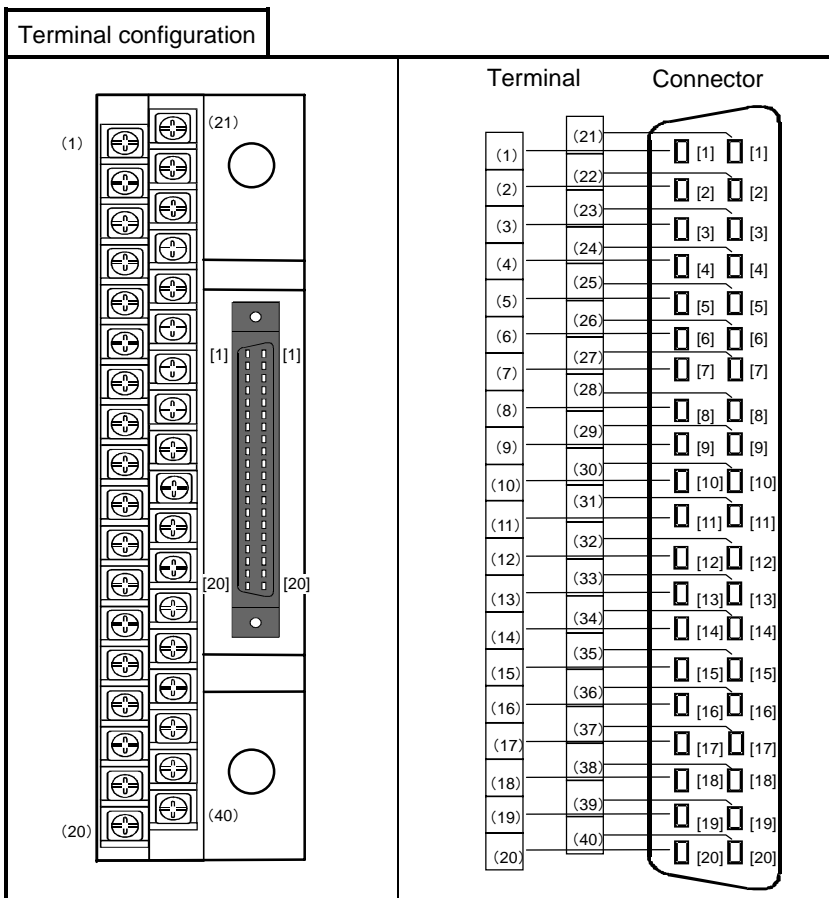 Terminal configuration
(1)
(21)
[1] [1]
[20] [20]
(20)
(40)
Terminal Connector
(21)
(1) [1] [1]
(22)
(2) [2] [2]
(23)
(3) [3] [3]
(24)
(4) [4] [4]
(25)
(5) [5] [5]
(26)
(6) [6] [6]
(27)
(7) [7] [7]
(28)
(8) [8] [8]
(29)
(9) [9] [9]
(30)
(10) [10] [10]
(31)
(11) [11] [11]
(32)
(12) [12] [12]
(33)
(13) [13] [13]
(34)
(14) [14] [14]
(35)
(15) [15] [15]
(36)
(16) [16] [16]
(37)
(17) [17] [17]
(38)
(18) [18] [18]
(39)
(19) [19] [19]
(40)
(20) [20] [20]